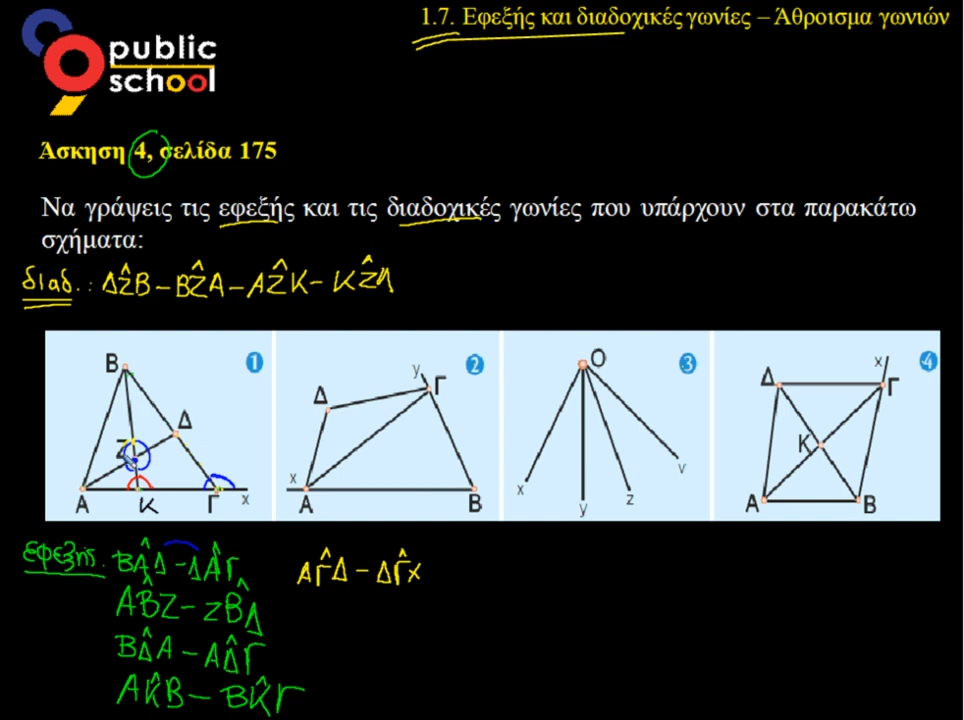 1.7. Εφεξής και διαδοχικές γωνίες – Άθροισμα γωνιών
9 public
school
Άσκηση 4, σελίδα 175
Να γράψεις τις εφεξής και τις διαδοχικές γωνίες που υπάρχουν στα παρακάτω
σχήματα:
διαδ.: ΔẐΒ – ΒẐΑ – ΑẐΚ – ΚẐΔ
Β 1
Δ
Ζ
Α Κ Γ x
2
y Γ
Δ
x
Α Β
Ο 3
x y z v
x 4
Δ Γ
Κ
Α Β
εφεξής: ΒÂΔ – ΔÂΓ
ΑΒ̂Ζ – ΖΒ̂Δ
ΒΔ̂Α – ΑΔ̂Γ
ΑΚ̂Β – ΒΚ̂Γ
ΑΓ̂Δ – ΔΓ̂x